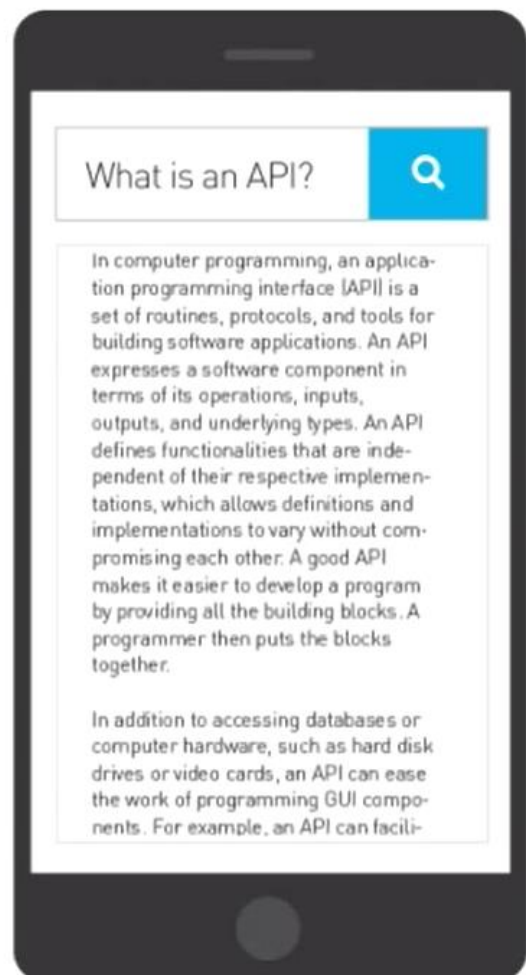 What is an API?
In computer programming, an applica-
tion programming interface (API) is a
set of routines, protocols, and tools for
building software applications. An API
expresses a software component in
terms of its operations, inputs,
outputs, and underlying types. An API
defines functionalities that are inde-
pendent of their respective implemen-
tations, which allows definitions and
implementations to vary without com-
promising each other. A good API
makes it easier to develop a program
by providing all the building blocks. A
programmer then puts the blocks
together.
In addition to accessing databases or
computer hardware, such as hard disk
drives or video cards, an API can ease
the work of programming GUI compo-
nents. For example, an API can facili-